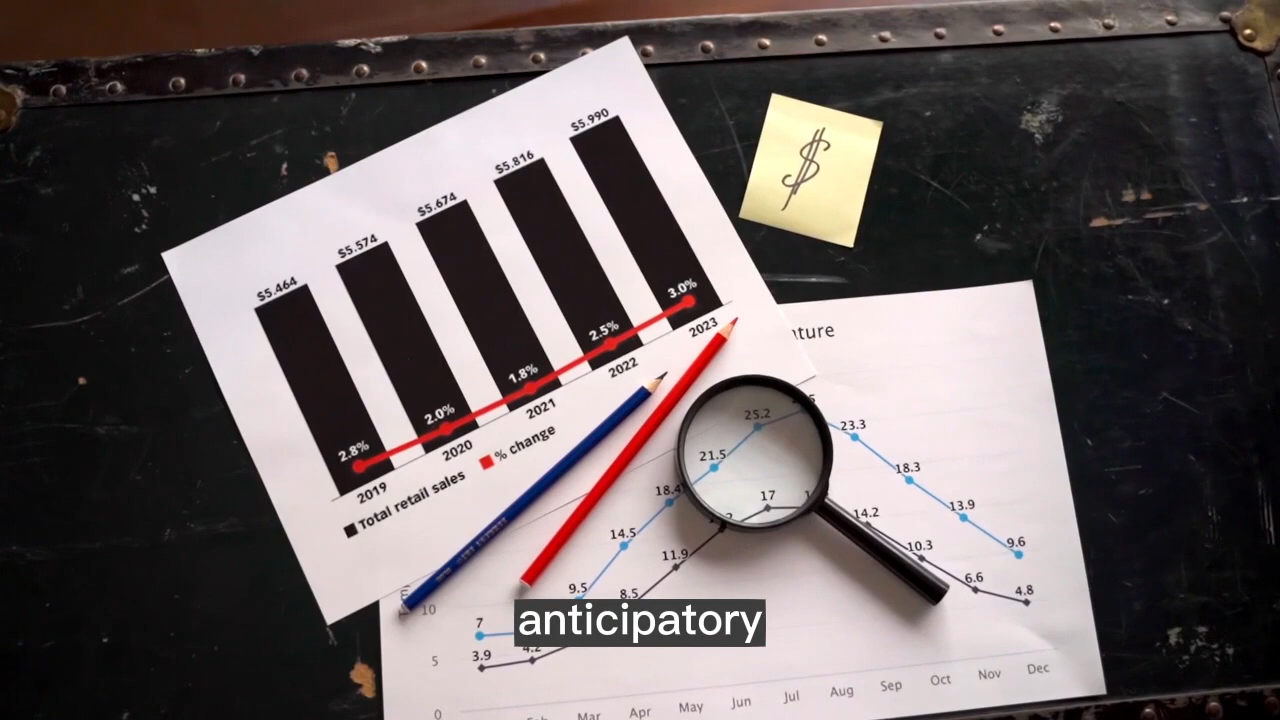 $5.990
$5.816
$5.674
$5.574
$5.464
2.8%
2.0%
1.8%
2.5%
3.0%
2019
2020
2021
2022
2023
Total retail sales
% change
$
7
9.5
14.5
18.4
21.5
25.2
23.3
18.3
13.9
9.6
3.9
4.2
8.5
11.9
17
14.2
10.3
6.6
4.8
10
5
0
Mar
Apr
May
Jun
Jul
Aug
Sep
Oct
Nov
Dec
anticipatory